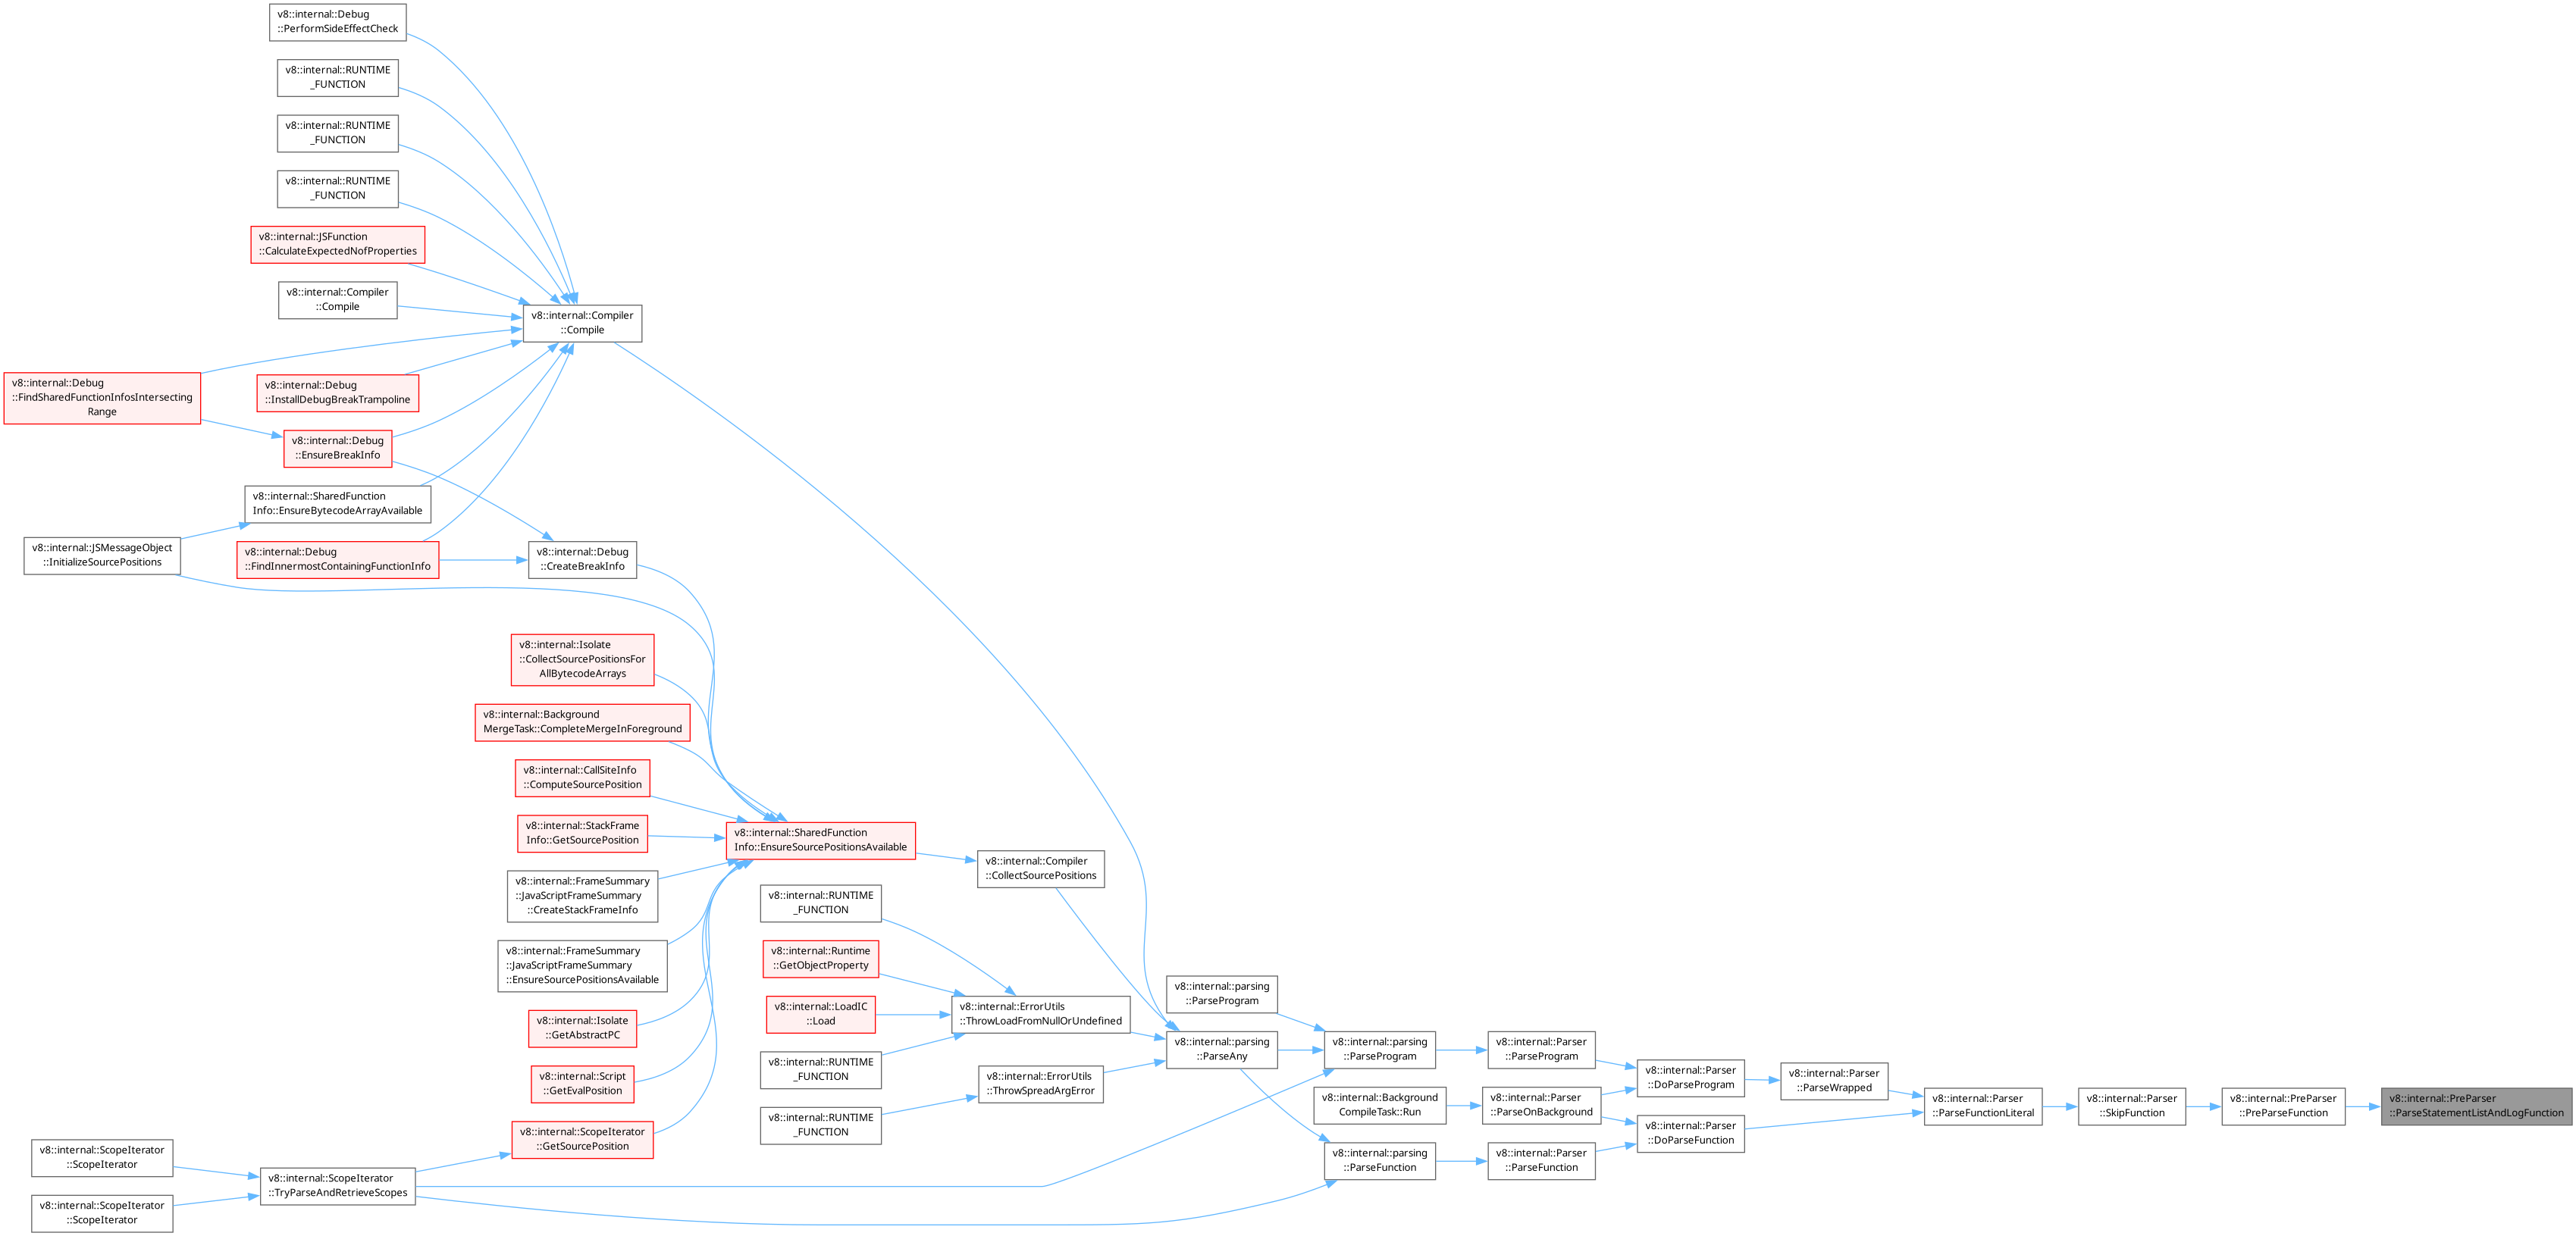 v8::internal::Debug
::PerformSideEffectCheck
v8::internal::RUNTIME
_FUNCTION
v8::internal::RUNTIME
_FUNCTION
v8::internal::RUNTIME
_FUNCTION
v8::internal::JSFunction
::CalculateExpectedNofProperties
v8::internal::Compiler
::Compile
v8::internal::Compiler
::Compile
v8::internal::Debug
::FindSharedFunctionInfosIntersecting
Range
v8::internal::Debug
::InstallDebugBreakTrampoline
v8::internal::Debug
::EnsureBreakInfo
v8::internal::SharedFunction
Info::EnsureBytecodeArrayAvailable
v8::internal::JSMessageObject
::InitializeSourcePositions
v8::internal::Debug
::FindInnermostContainingFunctionInfo
v8::internal::Debug
::CreateBreakInfo
v8::internal::Isolate
::CollectSourcePositionsFor
AllBytecodeArrays
v8::internal::Background
MergeTask::CompleteMergeInForeground
v8::internal::CallSiteInfo
::ComputeSourcePosition
v8::internal::StackFrame
Info::GetSourcePosition
v8::internal::SharedFunction
Info::EnsureSourcePositionsAvailable
v8::internal::Compiler
::CollectSourcePositions
v8::internal::FrameSummary
::JavaScriptFrameSummary
::CreateStackFrameInfo
v8::internal::RUNTIME
_FUNCTION
v8::internal::FrameSummary
::JavaScriptFrameSummary
::EnsureSourcePositionsAvailable
v8::internal::Runtime
::GetObjectProperty
v8::internal::parsing
::ParseProgram
v8::internal::Isolate
::GetAbstractPC
v8::internal::LoadIC
::Load
v8::internal::ErrorUtils
::ThrowLoadFromNullOrUndefined
v8::internal::parsing
::ParseAny
v8::internal::parsing
::ParseProgram
v8::internal::Parser
::ParseProgram
v8::internal::Script
::GetEvalPosition
v8::internal::RUNTIME
_FUNCTION
v8::internal::ErrorUtils
::ThrowSpreadArgError
v8::internal::Background
CompileTask::Run
v8::internal::Parser
::ParseOnBackground
v8::internal::Parser
::DoParseProgram
v8::internal::Parser
::ParseWrapped
v8::internal::Parser
::ParseFunctionLiteral
v8::internal::Parser
::SkipFunction
v8::internal::PreParser
::PreParseFunction
v8::internal::PreParser
::ParseStatementListAndLogFunction
v8::internal::RUNTIME
_FUNCTION
v8::internal::ScopeIterator
::GetSourcePosition
v8::internal::parsing
::ParseFunction
v8::internal::Parser
::ParseFunction
v8::internal::Parser
::DoParseFunction
v8::internal::ScopeIterator
::ScopeIterator
v8::internal::ScopeIterator
::TryParseAndRetrieveScopes
v8::internal::ScopeIterator
::ScopeIterator